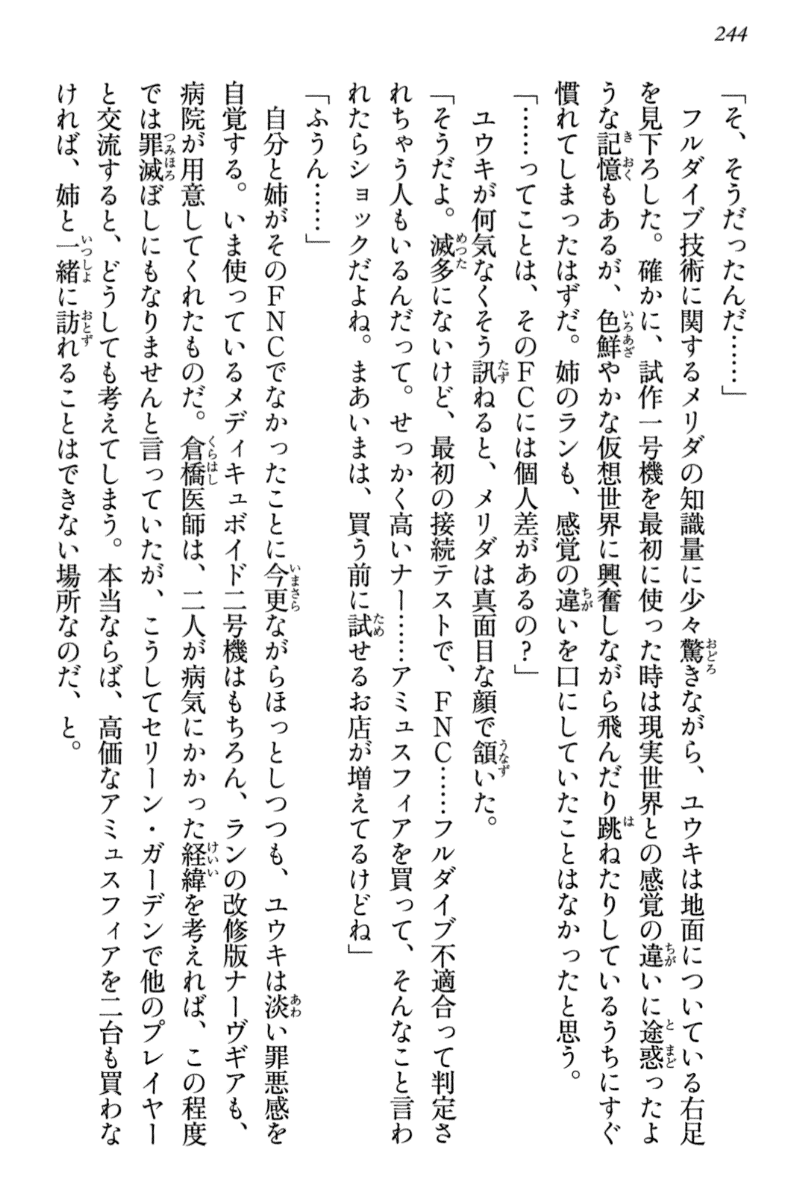 244
「そ、そうだったんだ……」
　フルダイブ技術に関するメリダの知識量に少々驚きながら、ユウキは地面についている右足
を見下ろした。確かに、試作一号機を最初に使った時は現実世界との感覚の違いに途惑ったよ
うな記憶もあるが、色鮮やかな仮想世界に興奮しながら飛んだり跳ねたりしているうちにすぐ
慣れてしまったはずだ。姉のランも、感覚の違いを口にしていたことはなかったと思う。
「……ってことは、そのFCには個人差があるの？」
　ユウキが何気なくそう訊ねると、メリダは真面目な顔で頷いた。
「そうだよ。滅多にないけど、最初の接続テストで、FNC……フルダイブ不適合って判定さ
れちゃう人もいるんだって。せっかく高いナー……アミュスフィアを買って、そんなこと言わ
れたらショックだよね。まあいまは、買う前に試せるお店が増えてるけどね」
「ふうん……」
　自分と姉がそのFNCでなかったことに今更ながらほっとしつつも、ユウキは淡い罪悪感を
自覚する。いま使っているメディキュボイド二号機はもちろん、ランの改修版ナーヴギアも、
病院が用意してくれたものだ。倉橋医師は、二人が病気にかかった経緯を考えれば、この程度
では罪滅ぼしにもなりませんと言っていたが、こうしてセリーン・ガーデンで他のプレイヤー
と交流すると、どうしても考えてしまう。本当ならば、高価なアミュスフィアを二台も買わな
ければ、姉と一緒に訪れることはできない場所なのだ、と。